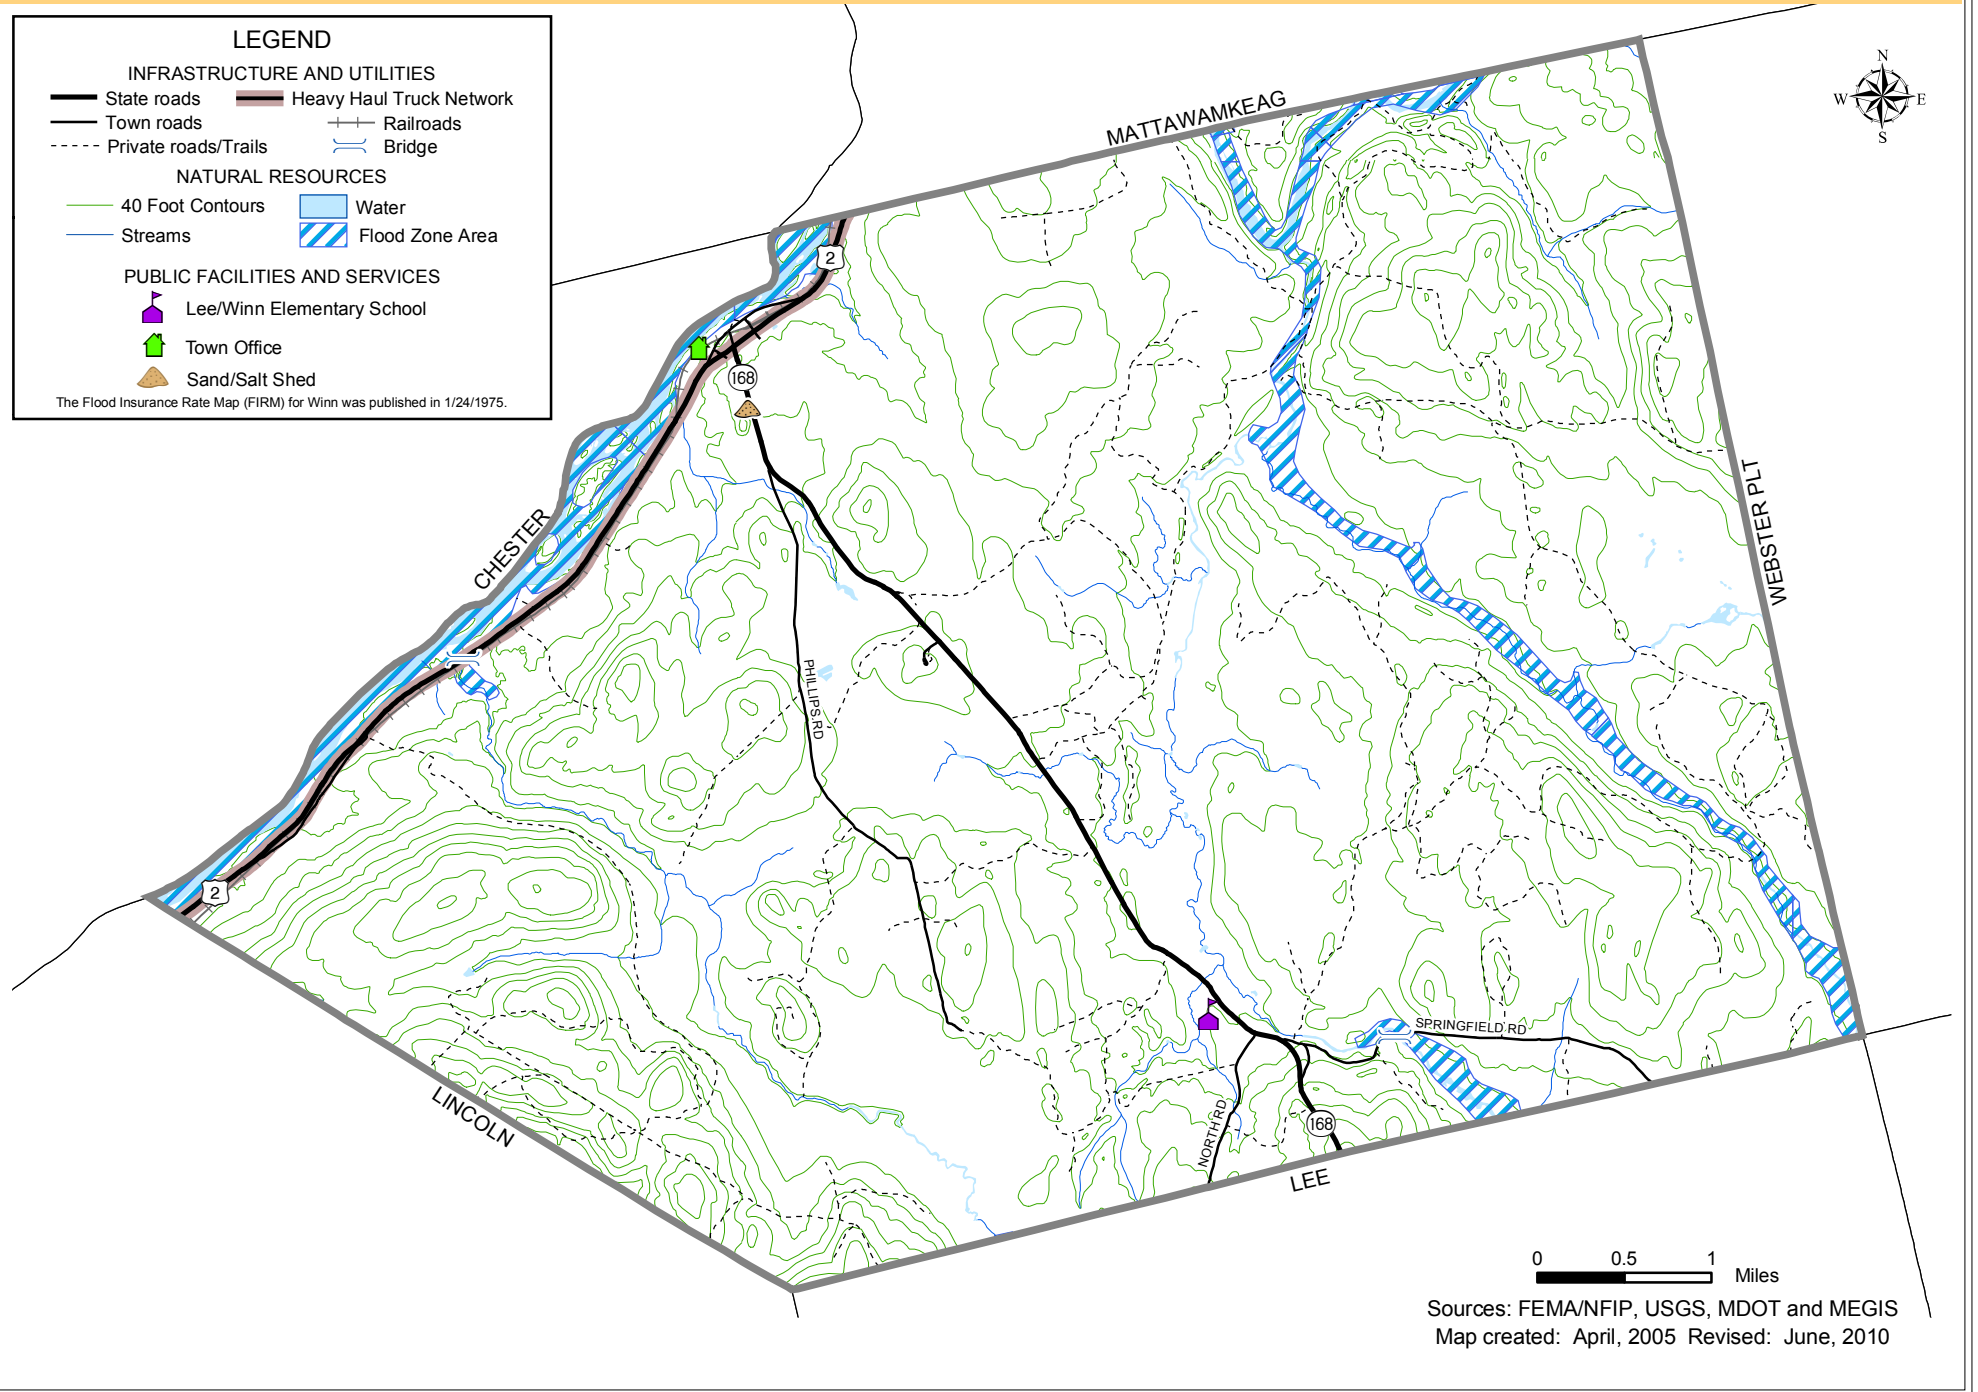 LEGEND
INFRASTRUCTURE AND UTILITIES
State roads
Heavy Haul Truck Network
Town roads
Railroads
Private roads/Trails
Bridge
NATURAL RESOURCES
40 Foot Contours
Water
Streams
Flood Zone Area
PUBLIC FACILITIES AND SERVICES
Lee/Winn Elementary School
Town Office
Sand/Salt Shed
The Flood Insurance Rate Map (FIRM) for Winn was published in 1/24/1975.
N
W E
S
MATTAWAMKEAG
2
168
CHESTER
WEBSTER PLT
PHILLIPS RD
2
SPRINGFIELD RD
LINCOLN
NORTH RD
168
LEE
0 0.5 1
Miles
Sources: FEMA/NFIP, USGS, MDOT and MEGIS
Map created: April, 2005 Revised: June, 2010